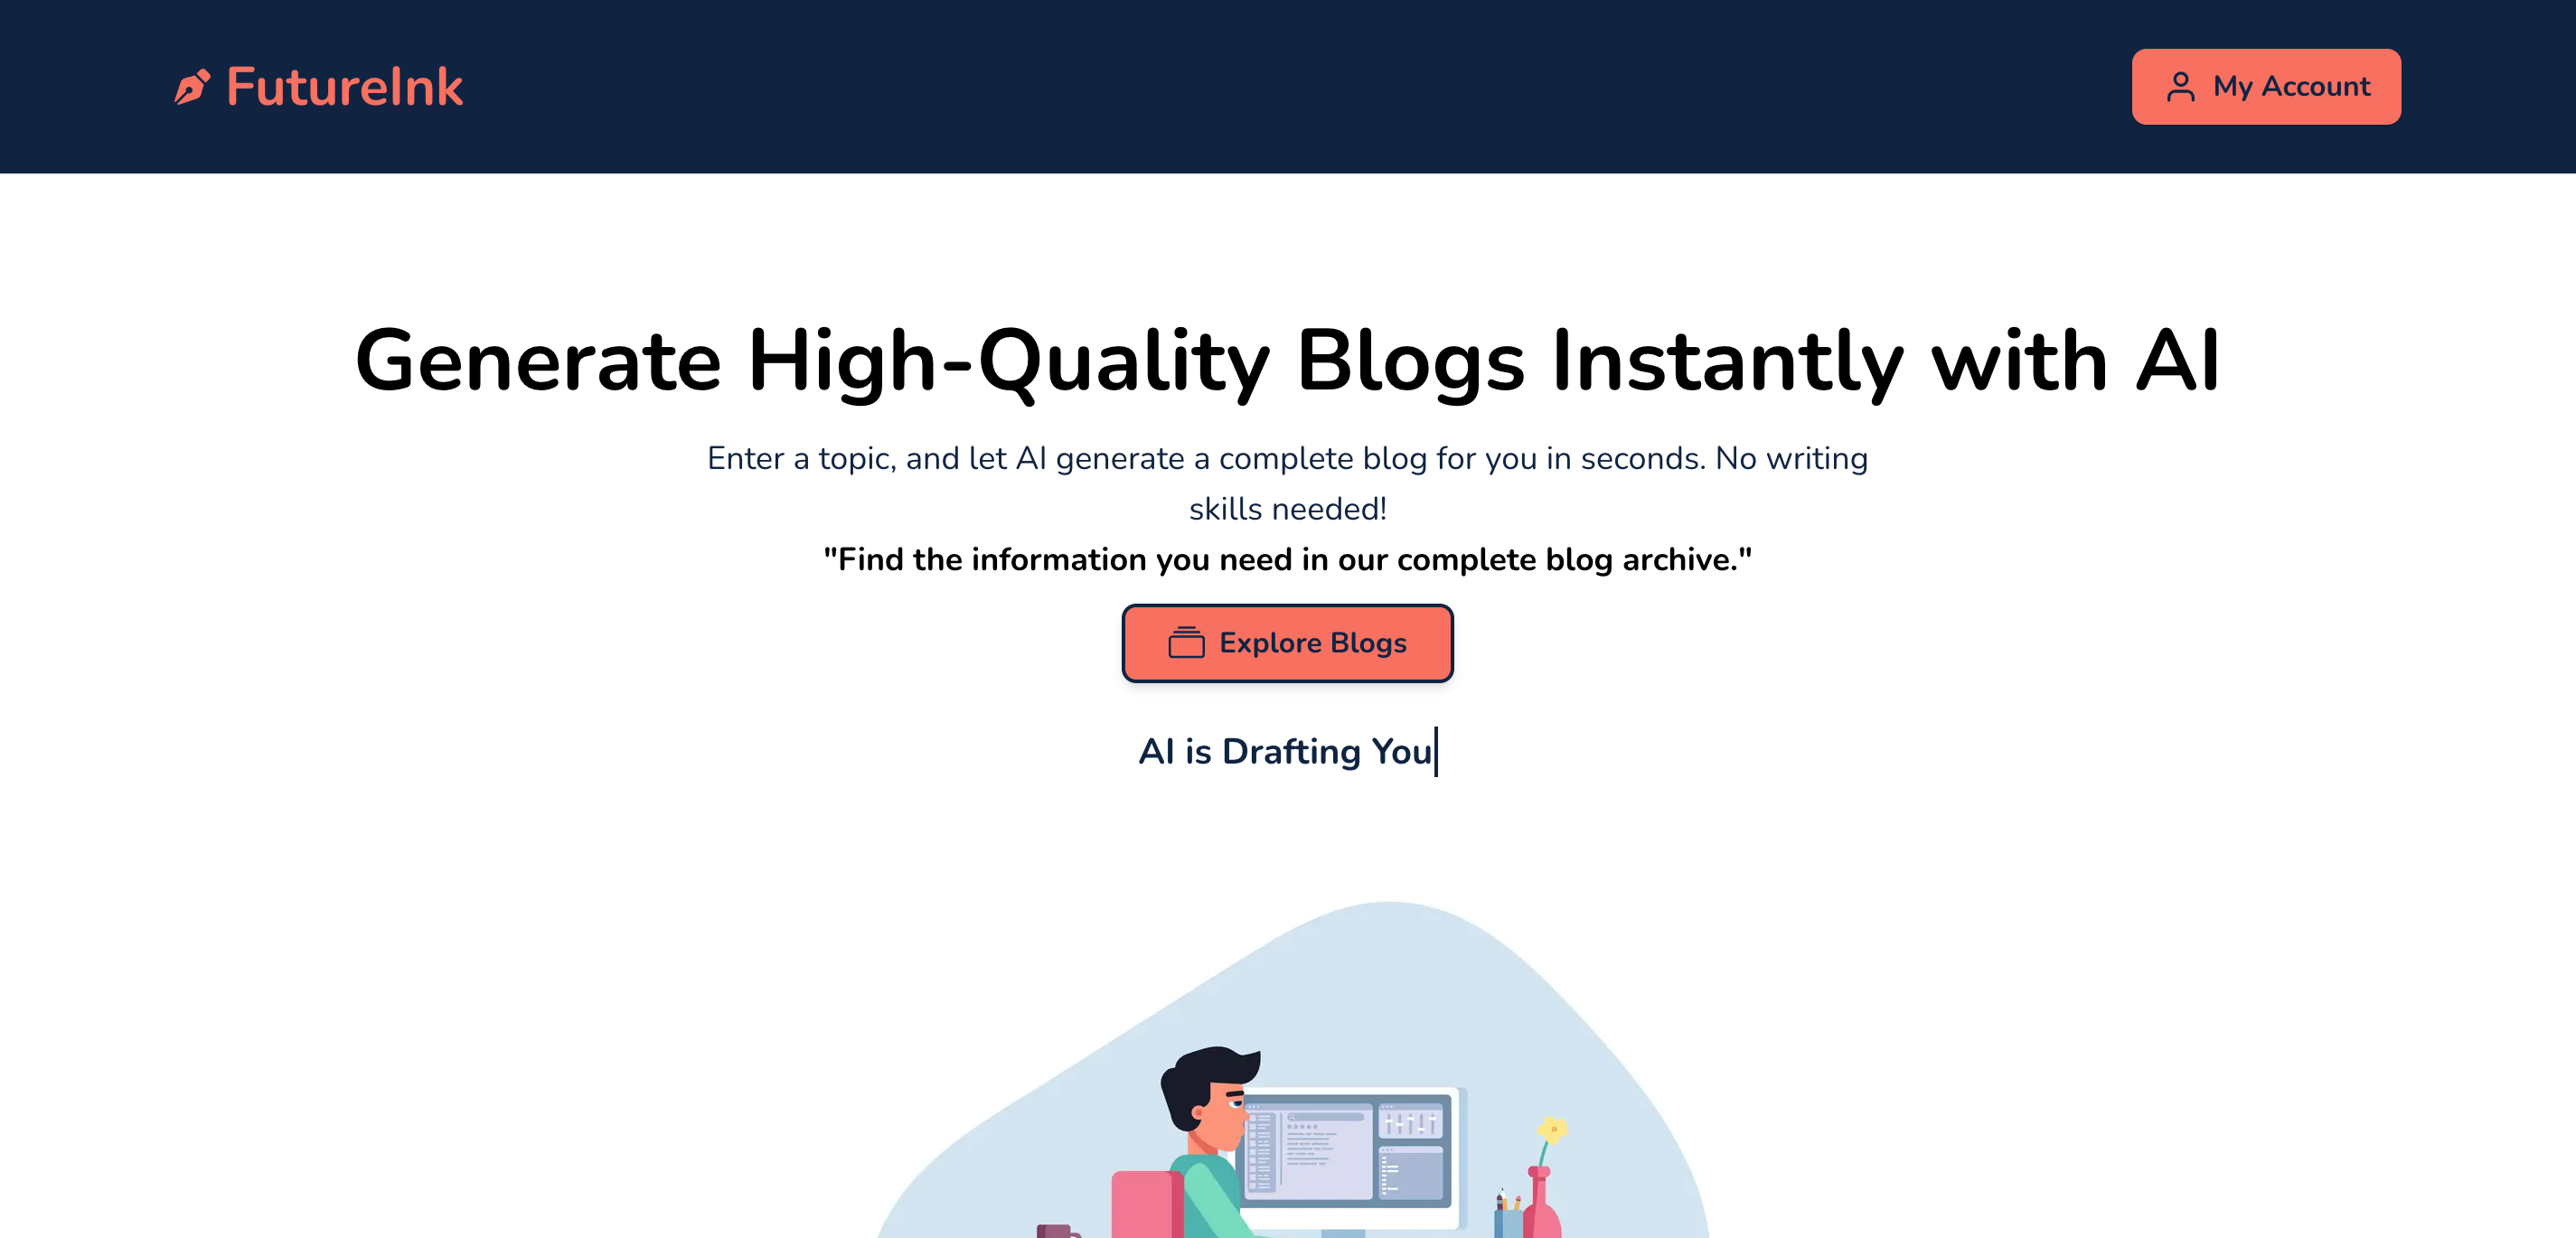 FutureInk
My Account
Generate High-Quality Blogs Instantly with AI
Enter a topic, and let AI generate a complete blog for you in seconds. No writing
skills needed!
"Find the information you need in our complete blog archive."
Explore Blogs
AI is Drafting You